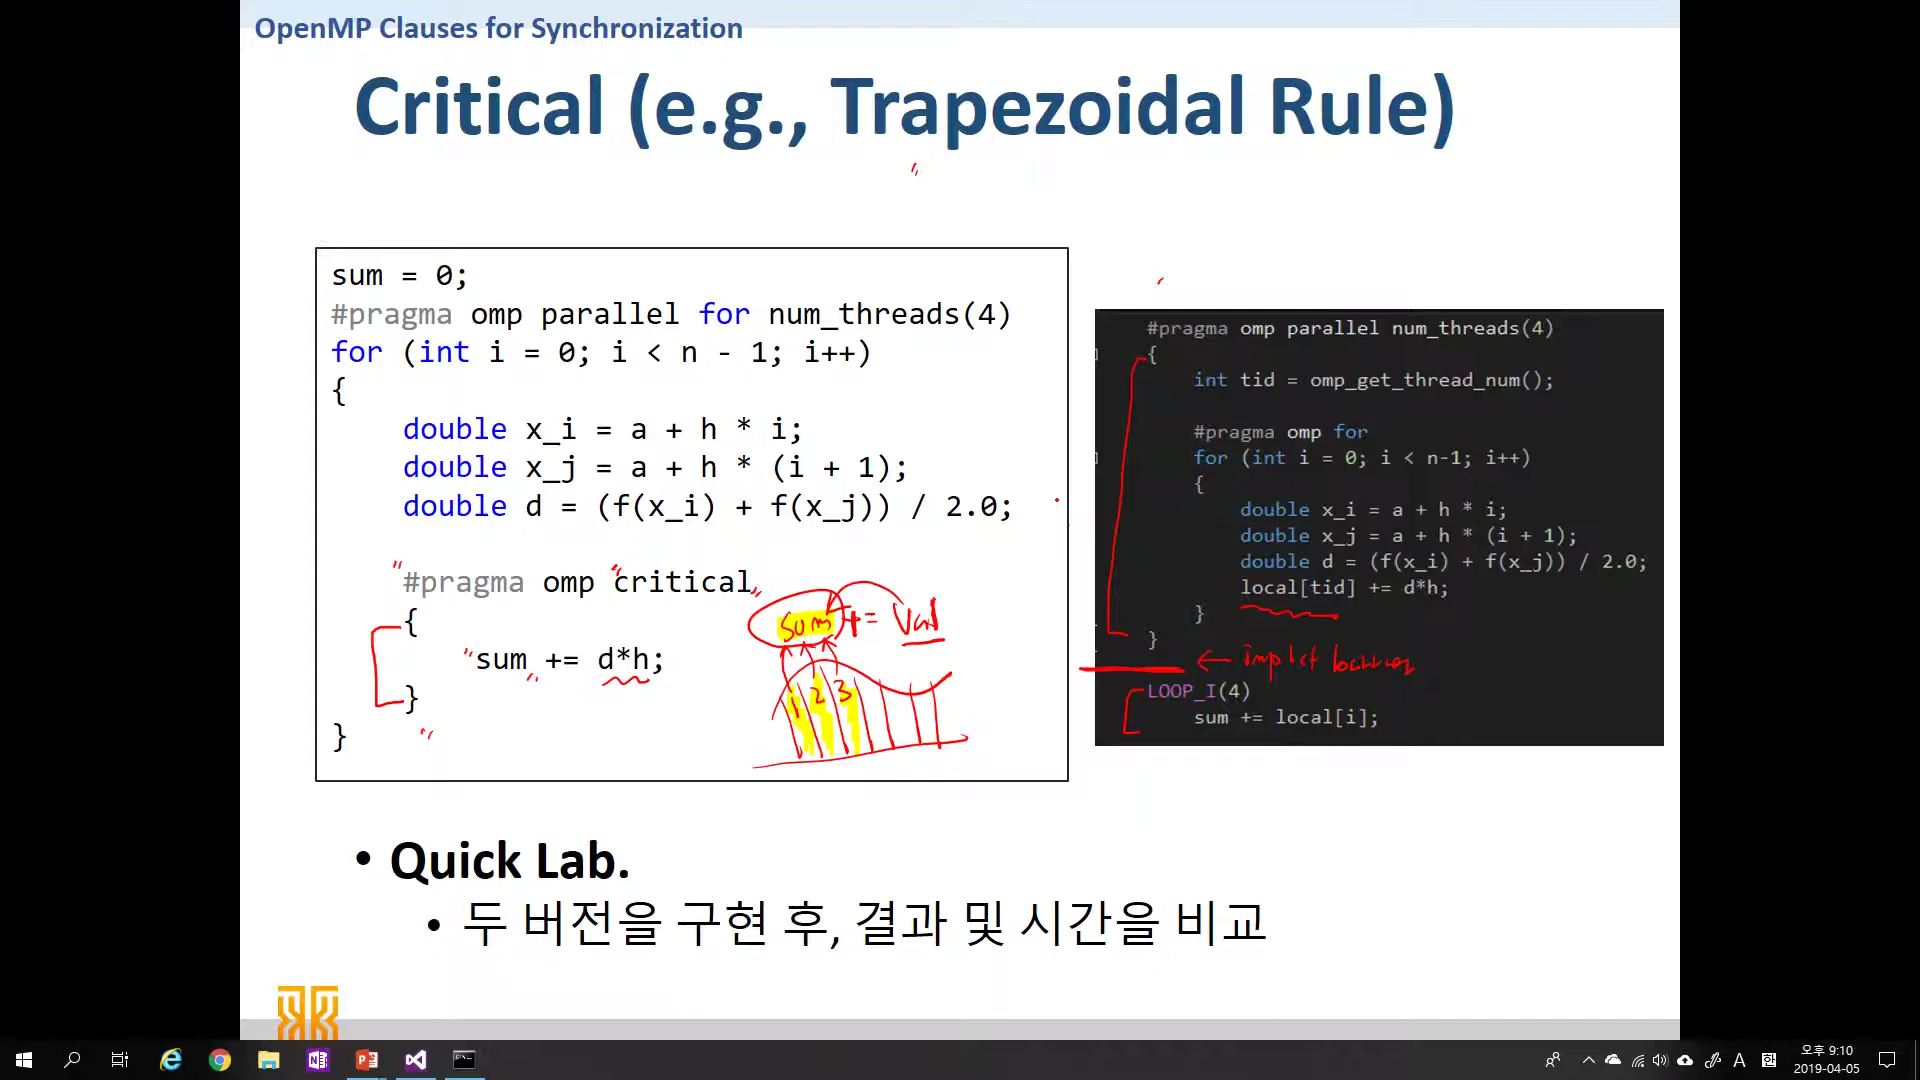 OpenMP Clauses for Synchronization
Critical (e.g., Trapezoidal Rule)
sum = 0;
#pragma omp parallel for num_threads(4)
for (int i = 0; i < n - 1; i++)
{
double x_i = a + h * i;
double x_j = a + h * (i + 1);
double d = (f(x_i) + f(x_j)) / 2.0;
#pragma omp critical
{
sum += d*h;
}
}
sum += Val
1 2 3
#pragma omp parallel num_threads(4)
{
int tid = omp_get_thread_num();
#pragma omp for
for (int i = 0; i < n-1; i++)
{
double x_i = a + h * i;
double x_j = a + h * (i + 1);
double d = (f(x_i) + f(x_j)) / 2.0;
local[tid] += d*h;
}
}
← implict barrier
LOOP_I(4)
sum += local[i];
• Quick Lab.
• 두 버전을 구현 후, 결과 및 시간을 비교
A 한 오후 9:10
2019-04-05